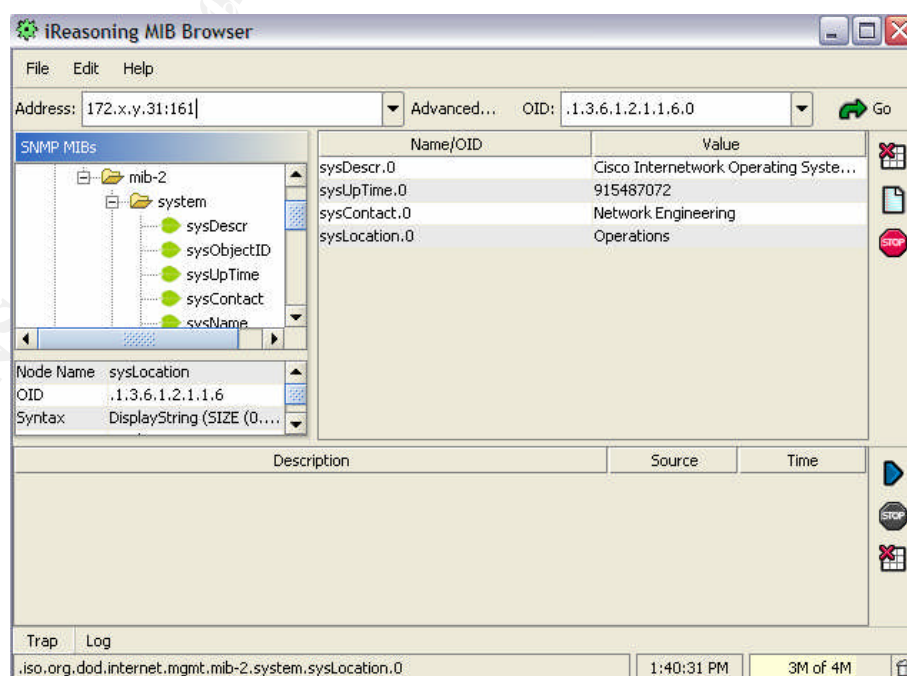 iReasoning MIB Browser
File Edit Help
Address: 172.x.y.31:161 Advanced... OID: .1.3.6.1.2.1.1.6.0 Go
SNMP MIBs
mib-2
system
sysDescr
sysObjectID
sysUpTime
sysContact
sysName
Name/OID Value
sysDescr.0 Cisco Internetwork Operating Syste...
sysUpTime.0 915487072
sysContact.0 Network Engineering
sysLocation.0 Operations
STOP
Node Name sysLocation
OID .1.3.6.1.2.1.1.6
Syntax DisplayString (SIZE (0....
Description Source Time
STOP
Trap Log
.iso.org.dod.internet.mgmt.mib-2.system.sysLocation.0 1:40:31 PM 3M of 4M